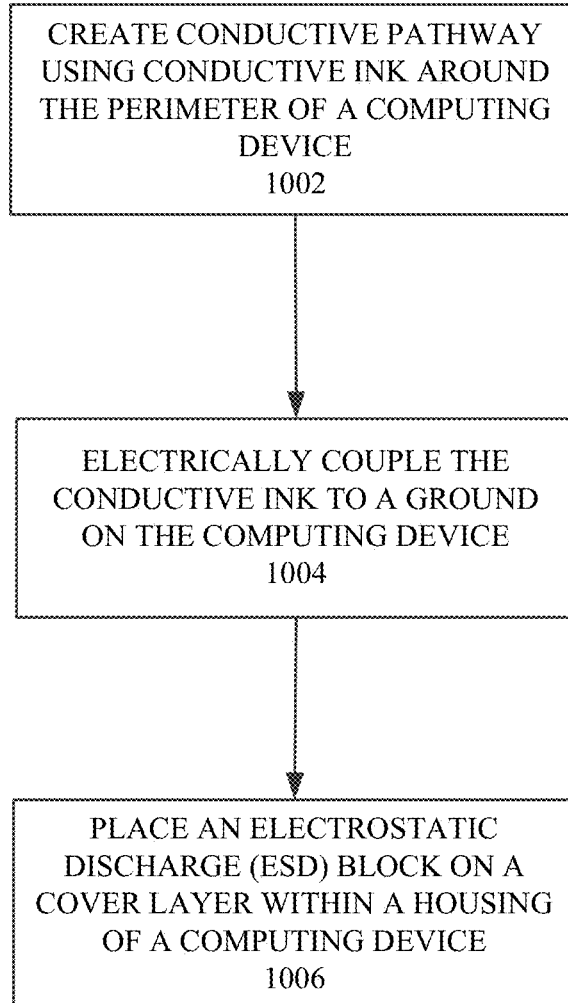 CREATE CONDUCTIVE PATHWAY
USING CONDUCTIVE INK AROUND
THE PERIMETER OF A COMPUTING
DEVICE
1002
ELECTRICALLY COUPLE THE
CONDUCTIVE INK TO A GROUND
ON THE COMPUTING DEVICE
1004
PLACE AN ELECTROSTATIC
DISCHARGE (ESD) BLOCK ON A
COVER LAYER WITHIN A HOUSING
OF A COMPUTING DEVICE
1006